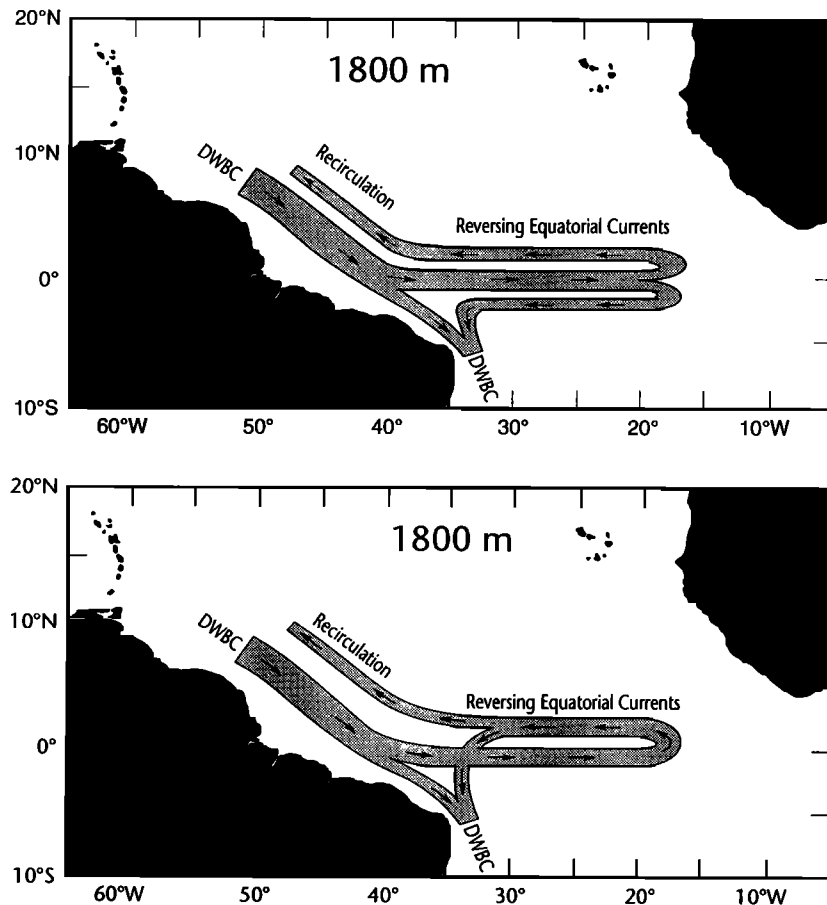 20°N
1800 m
10°N
DWBC
Recirculation
Reversing Equatorial Currents
0°
DWBC
10°S
60°W 50° 40° 30° 20° 10°W
20°N
1800 m
10°N
DWBC
Recirculation
Reversing Equatorial Currents
0°
DWBC
10°S
60°W 50° 40° 30° 20° 10°W